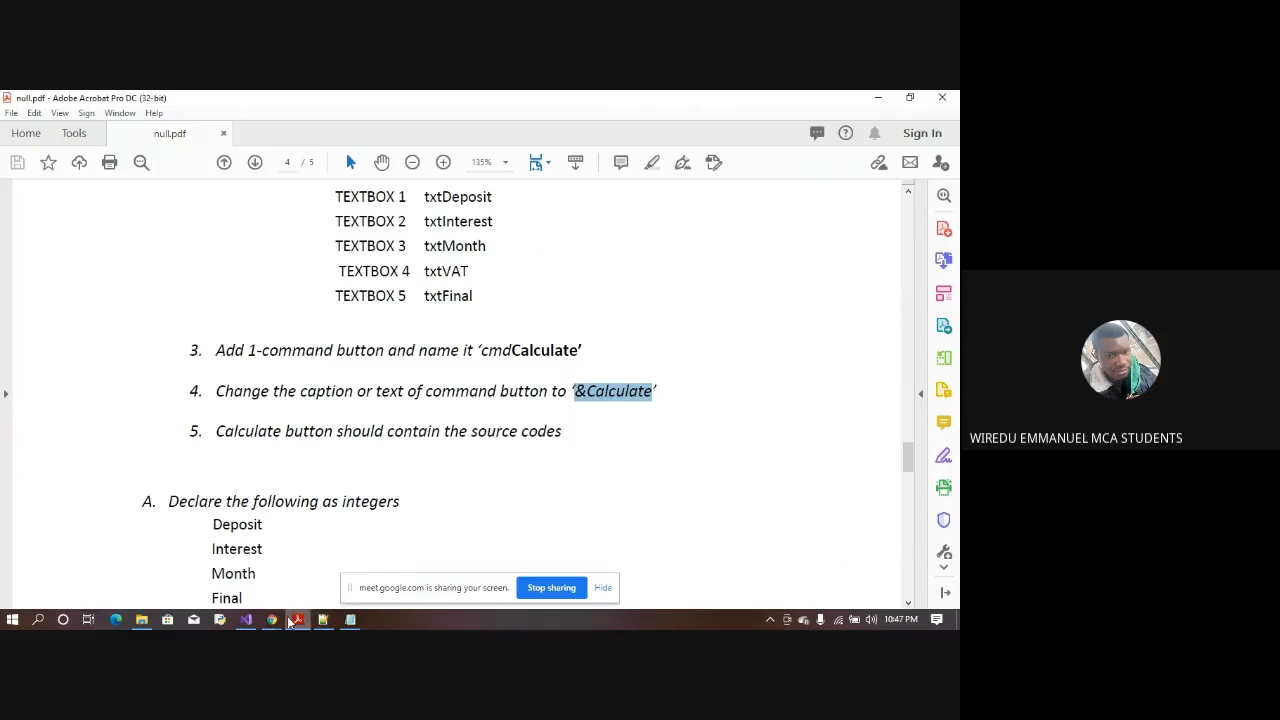 null.pdf - Adobe Acrobat Pro DC (32-bit)
File Edit View Sign Window Help
Home Tools null.pdf × Sign In
4 / 5 135%
TEXTBOX 1 txtDeposit
TEXTBOX 2 txtInterest
TEXTBOX 3 txtMonth
TEXTBOX 4 txtVAT
TEXTBOX 5 txtFinal
3. Add 1-command button and name it ‘cmdCalculate’
4. Change the caption or text of command button to ‘&Calculate’
5. Calculate button should contain the source codes
A. Declare the following as integers
Deposit
Interest
Month
Final
meet.google.com is sharing your screen. Stop sharing Hide
10:47 PM
WIREDU EMMANUEL MCA STUDENTS